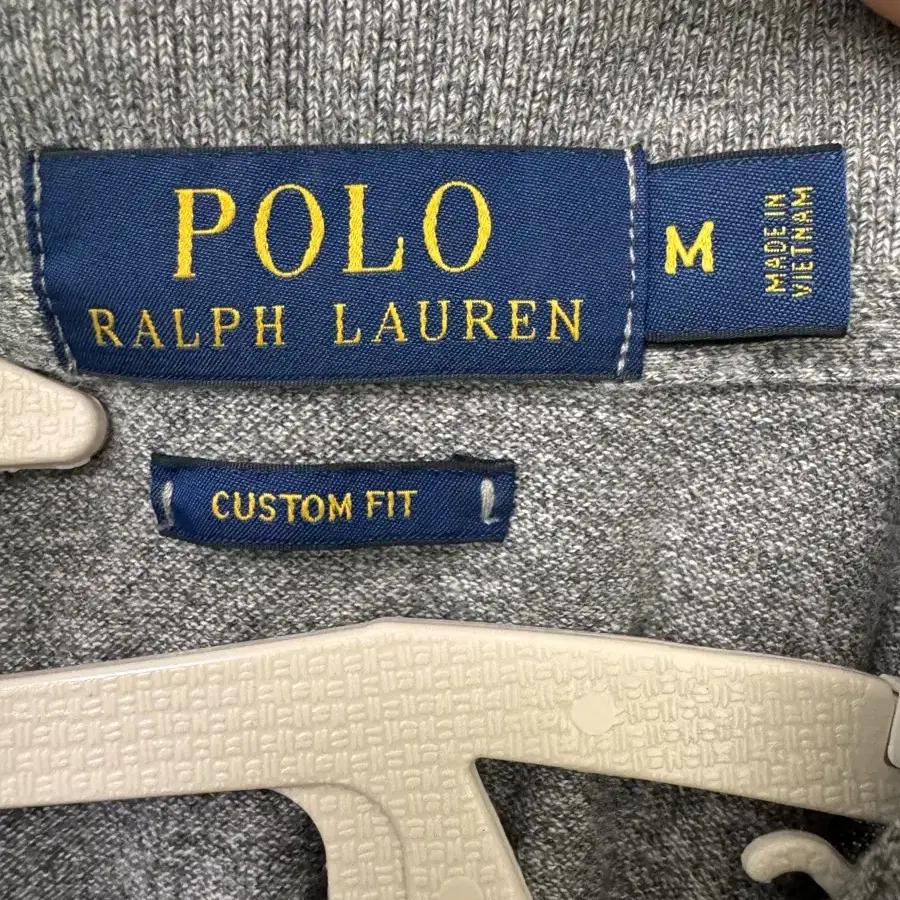 POLO
RALPH LAUREN
M
MADE IN
VIETNAM
CUSTOM FIT